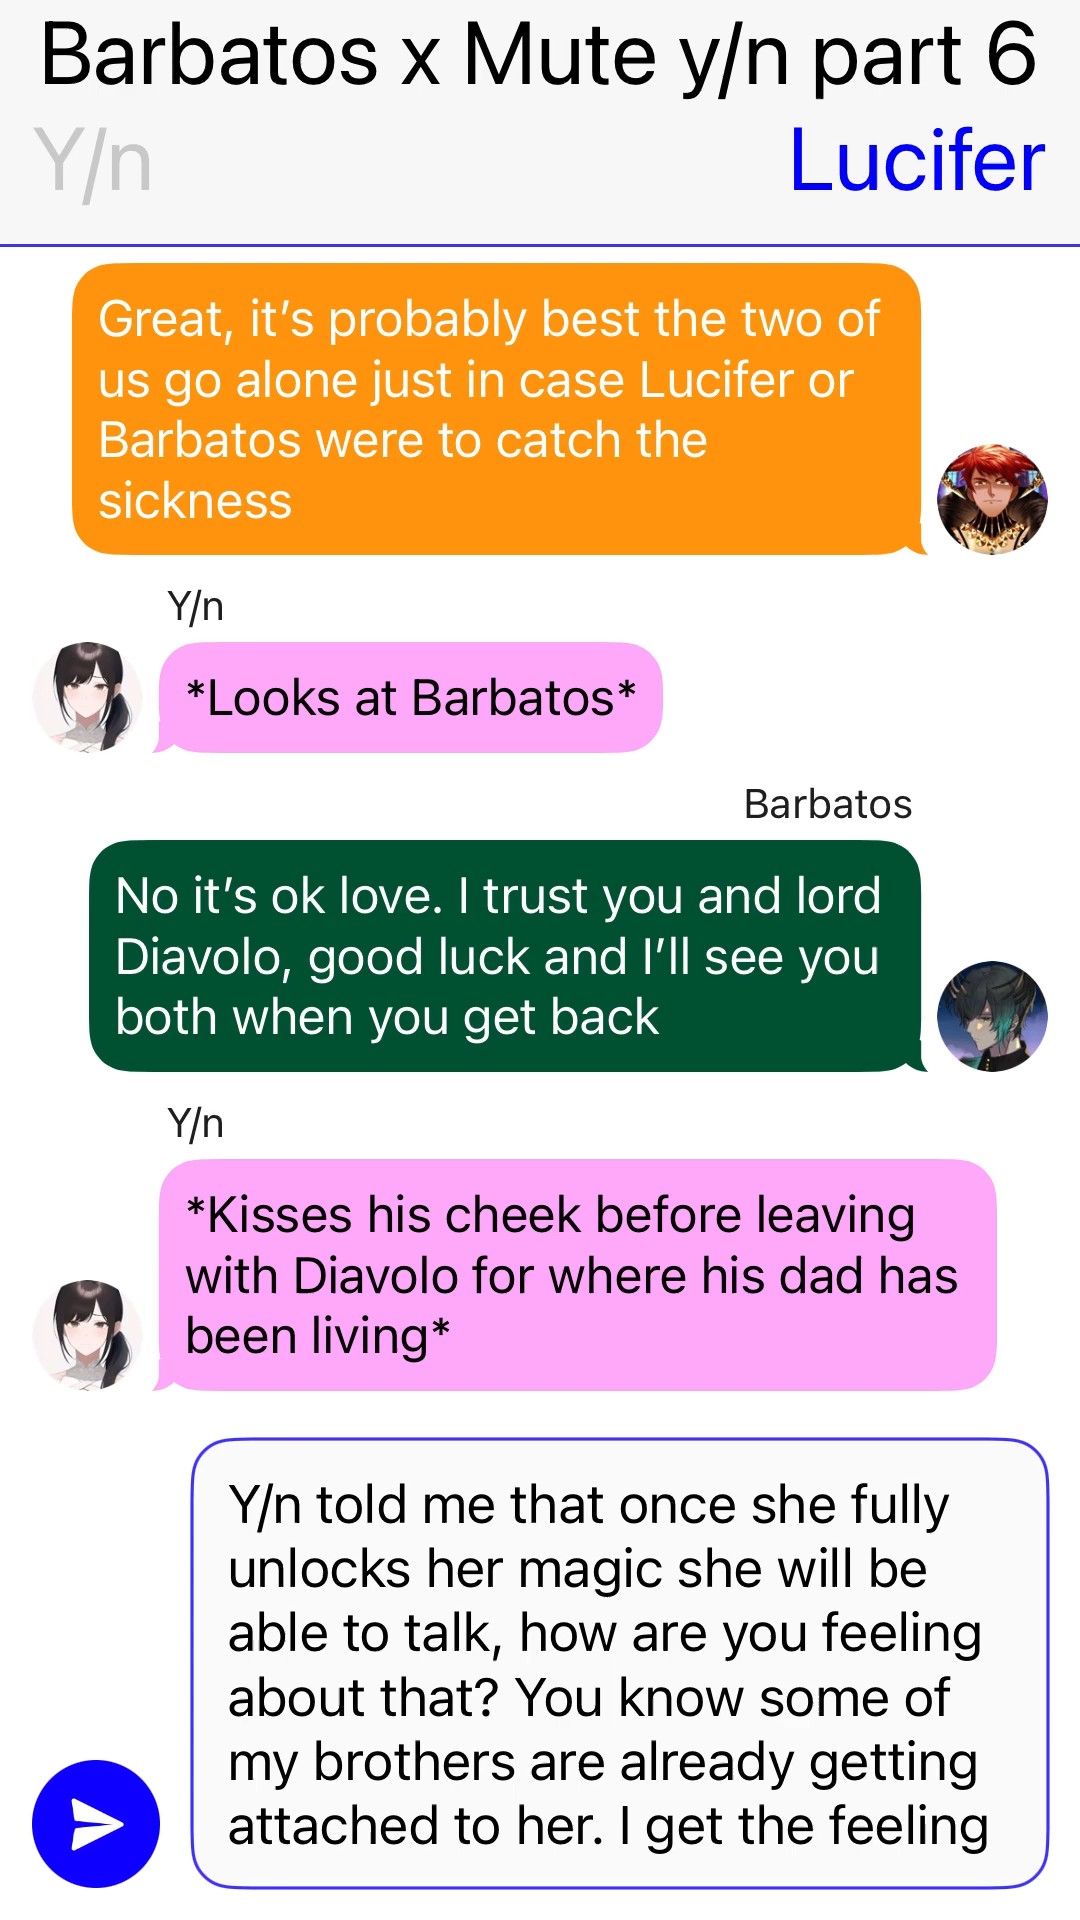 Barbatos x Mute y/n part 6
Y/n
Lucifer
Great, it’s probably best the two of
us go alone just in case Lucifer or
Barbatos were to catch the
sickness
Y/n
*Looks at Barbatos*
Barbatos
No it’s ok love. I trust you and lord
Diavolo, good luck and I’ll see you
both when you get back
Y/n
*Kisses his cheek before leaving
with Diavolo for where his dad has
been living*
Y/n told me that once she fully
unlocks her magic she will be
able to talk, how are you feeling
about that? You know some of
my brothers are already getting
attached to her. I get the feeling